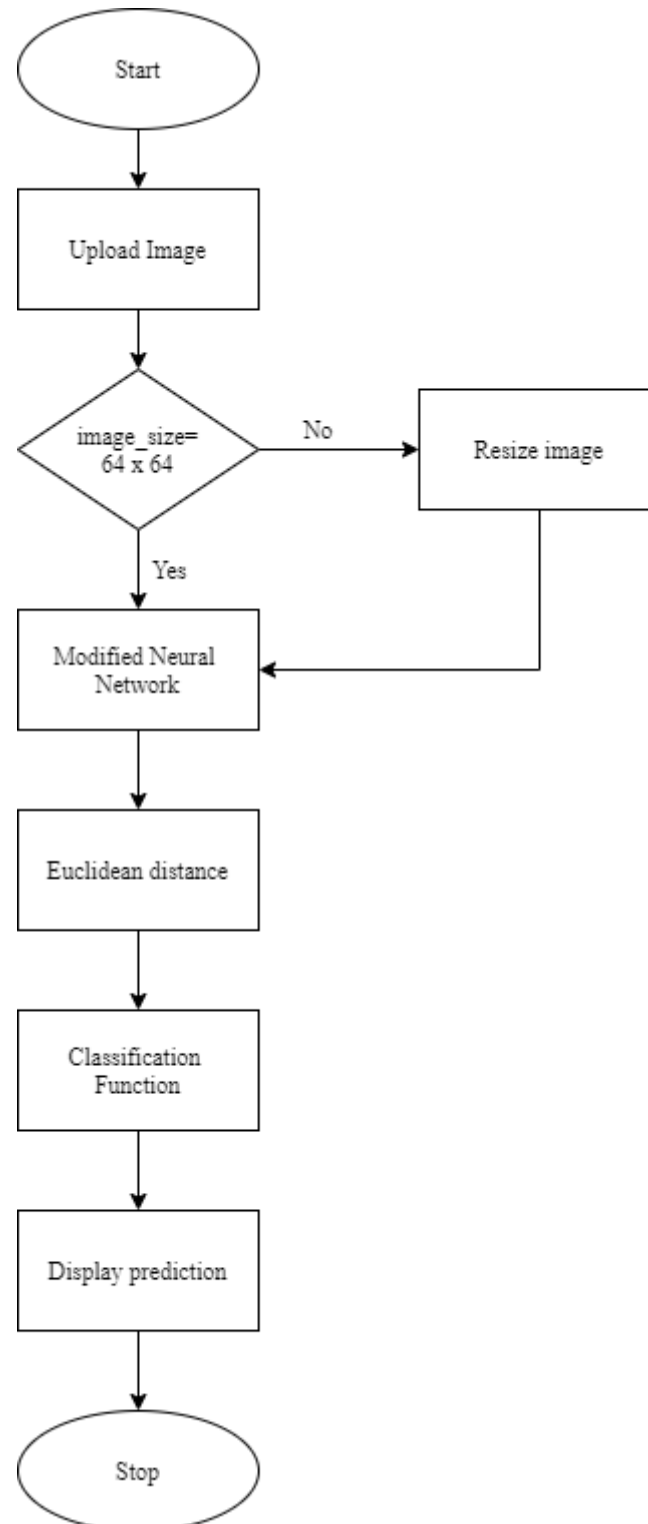 Start
Upload Image
image_size=
64 x 64
No
Resize image
Yes
Modified Neural
Network
Euclidean distance
Classification
Function
Display prediction
Stop